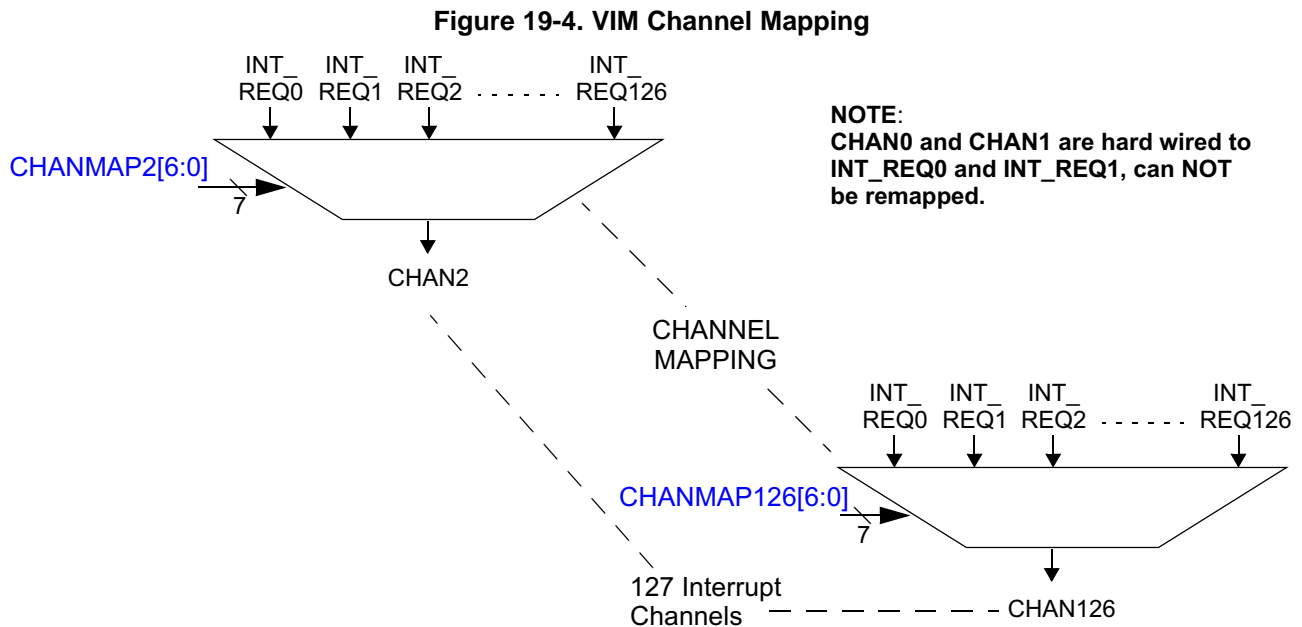 Figure 19-4. VIM Channel Mapping
INT_ INT_ INT_ INT_
REQ0 REQ1 REQ2 REQ126
NOTE:
CHAN0 and CHAN1 are hard wired to
INT_REQ0 and INT_REQ1, can NOT
be remapped.
CHANMAP2[6:0]
7
CHAN2
CHANNEL
MAPPING
INT_ INT_ INT_ INT_
REQ0 REQ1 REQ2 REQ126
CHANMAP126[6:0]
7
127 Interrupt
Channels
CHAN126